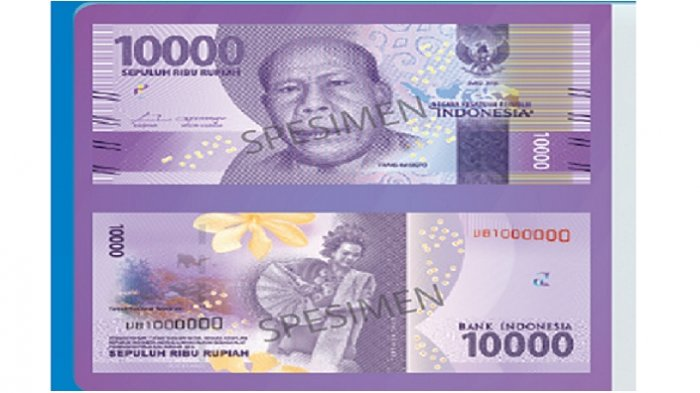 10000
SEPULUH RIBU RUPIAH
SPESIMEN
NEGARA KESATUAN REPUBLIK
INDONESIA
10000
10000
UB1000000
SPESIMEN
UB1000000
SEPULUH RIBU RUPIAH
BANK INDONESIA
10000